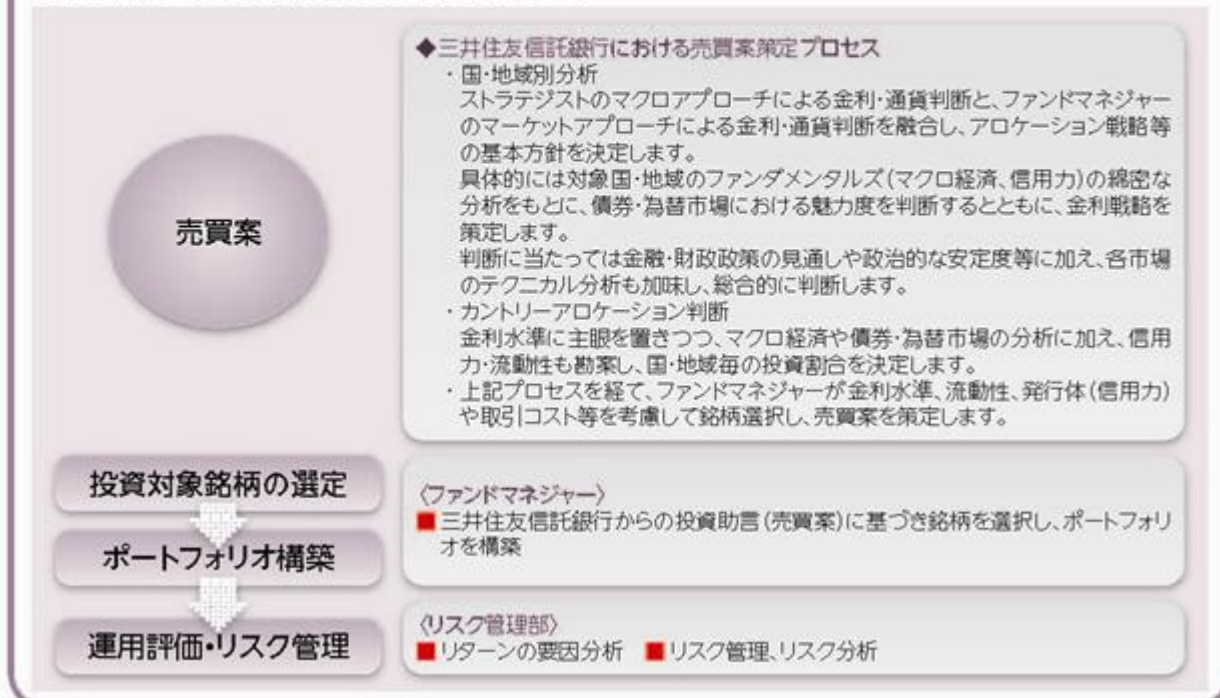 売買案
◆三井住友信託銀行における売買案策定プロセス
・国・地域別分析
ストラテジストのマクロアプローチによる金利・通貨判断と、ファンドマネジャー
のマーケットアプローチによる金利・通貨判断を融合し、アロケーション戦略等
の基本方針を決定します。
具体的には対象国・地域のファンダメンタルズ(マクロ経済、信用力)の綿密な
分析をもとに、債券・為替市場における魅力度を判断するとともに、金利戦略を
策定します。
判断に当たっては金融・財政政策の見通しや政治的な安定度等に加え、各市場
のテクニカル分析も加味し、総合的に判断します。
・カントリーアロケーション判断
金利水準に主眼を置きつつ、マクロ経済や債券・為替市場の分析に加え、信用
力・流動性も勘案し、国・地域毎の投資割合を決定します。
・上記プロセスを経て、ファンドマネジャーが金利水準、流動性、発行体(信用力)
や取引コスト等を考慮して銘柄選択し、売買案を策定します。
投資対象銘柄の選定
ポートフォリオ構築
〈ファンドマネジャー〉
■三井住友信託銀行からの投資助言(売買案)に基づき銘柄を選択し、ポートフォリ
オを構築
運用評価・リスク管理
〈リスク管理部〉
■リターンの要因分析 ■リスク管理、リスク分析